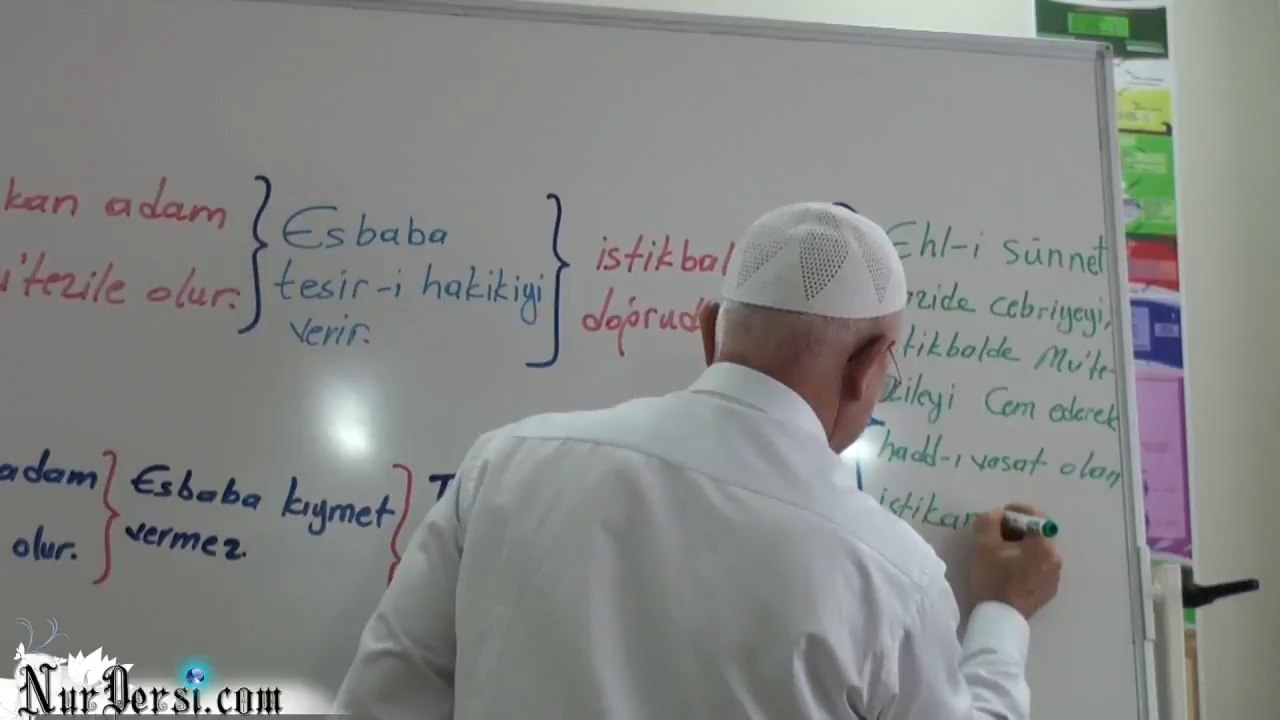 kan adam
u'tezile olur.
Esbaba
tesir-i hakikiyi
verir.
istikbal
doğrud
Ehl-i sünnet
zide cebriyeyi,
tikbalde Mu'te-
zileyi Cem ederek
hadd-ı vasat olan
istikam
adam
olur.
Esbaba kıymet
vermez.
NurDersi.com